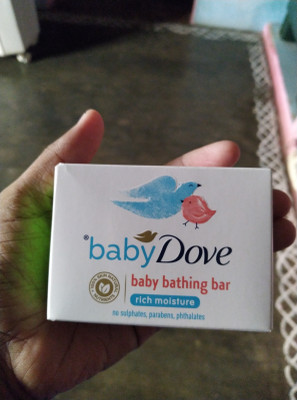 baby Dove
baby bathing bar
rich moisture
no sulphates, parabens, phthalates